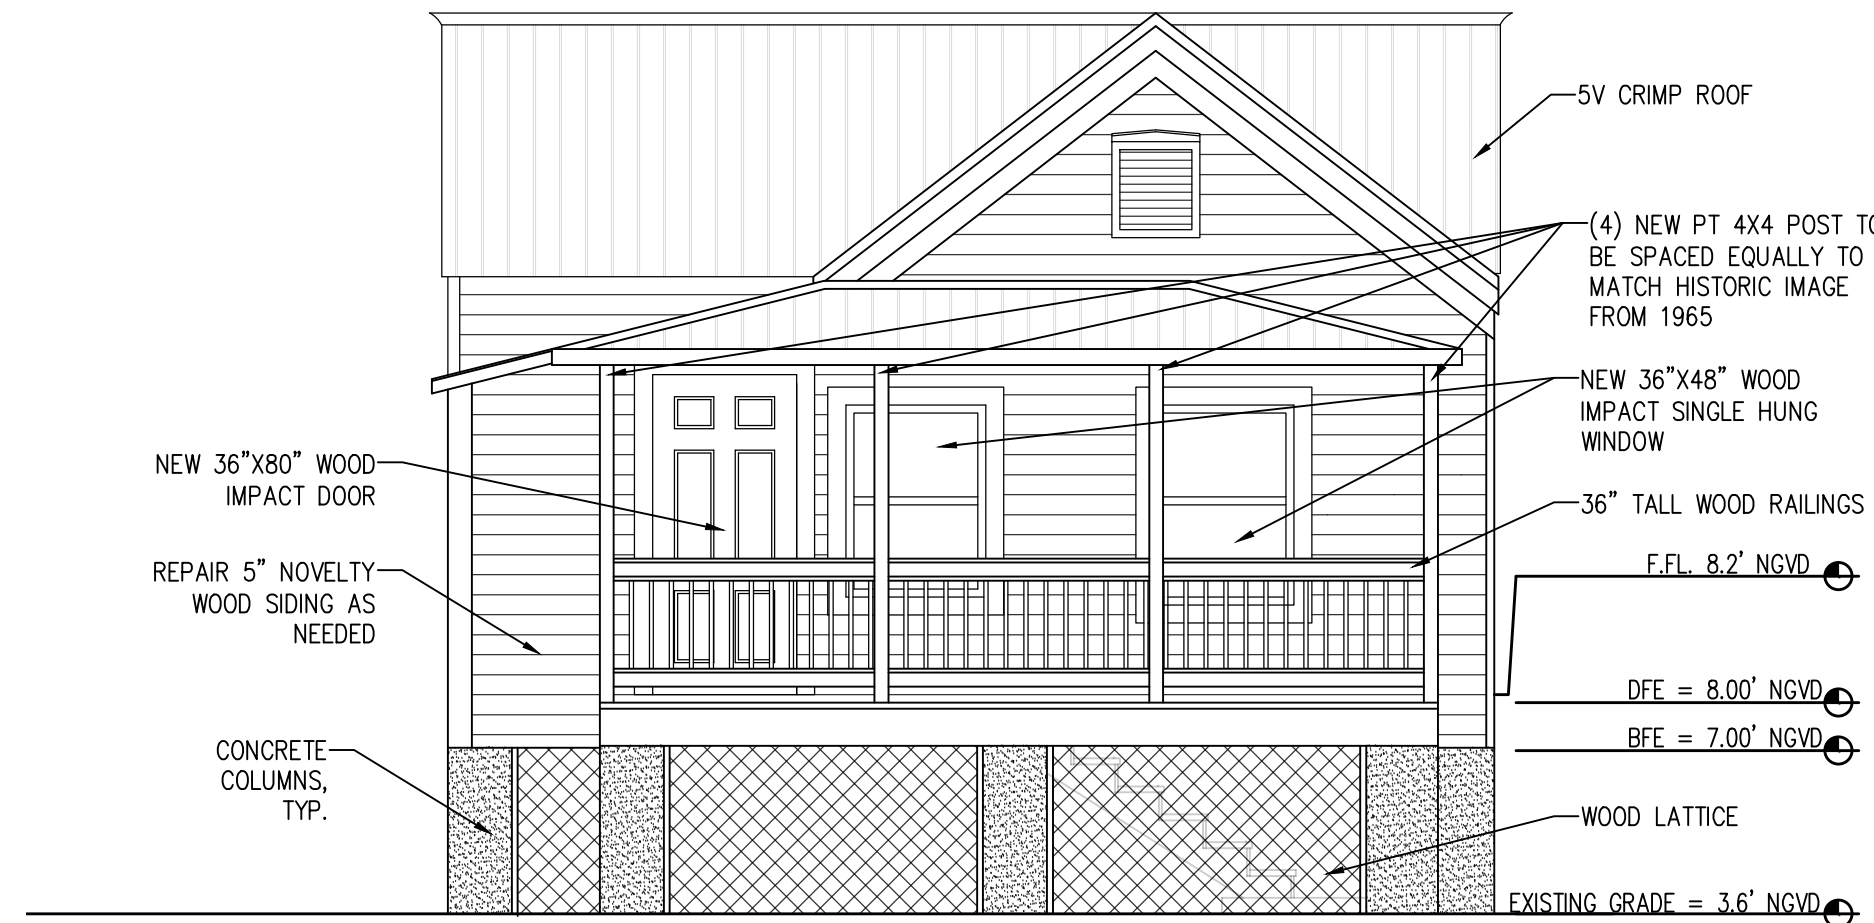 5V CRIMP ROOF
(4) NEW PT 4X4 POST TO
BE SPACED EQUALLY TO
MATCH HISTORIC IMAGE
FROM 1965
NEW 36"X48" WOOD
IMPACT SINGLE HUNG
WINDOW
NEW 36"X80" WOOD
IMPACT DOOR
36" TALL WOOD RAILINGS
F.FL. 8.2' NGVD
REPAIR 5" NOVELTY
WOOD SIDING AS
NEEDED
DFE = 8.00' NGVD
BFE = 7.00' NGVD
CONCRETE
COLUMNS,
TYP.
WOOD LATTICE
EXISTING GRADE = 3.6' NGVD